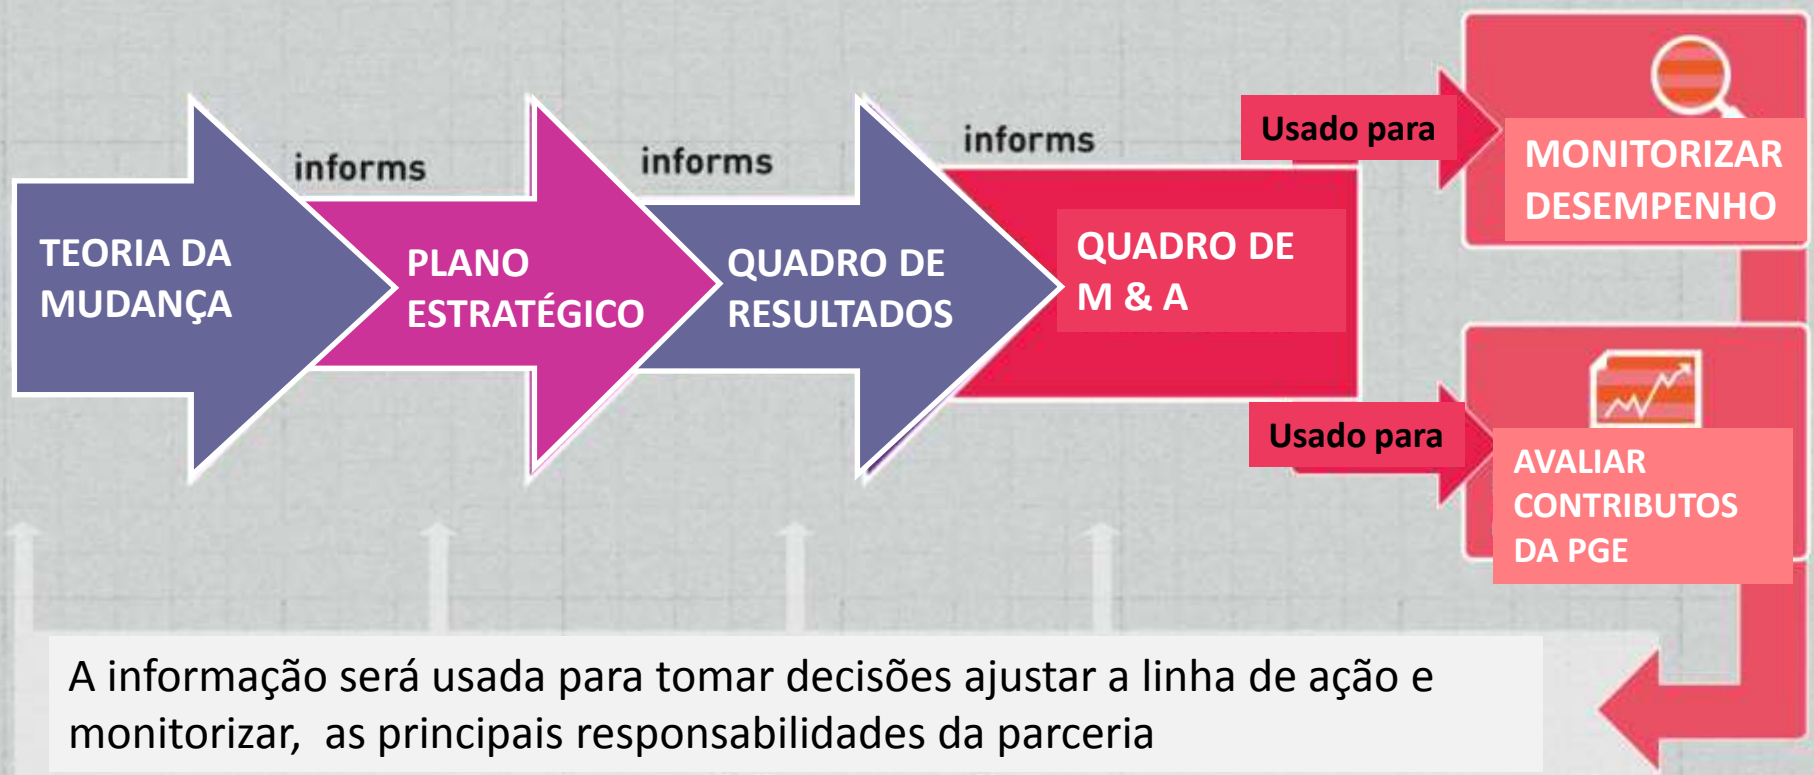 TEORIA DA
MUDANÇA
informs
PLANO
ESTRATÉGICO
informs
QUADRO DE
RESULTADOS
informs
QUADRO DE
M & A
Usado para
MONITORIZAR
DESEMPENHO
Usado para
AVALIAR
CONTRIBUTOS
DA PGE
A informação será usada para tomar decisões ajustar a linha de ação e
monitorizar,  as principais responsabilidades da parceria